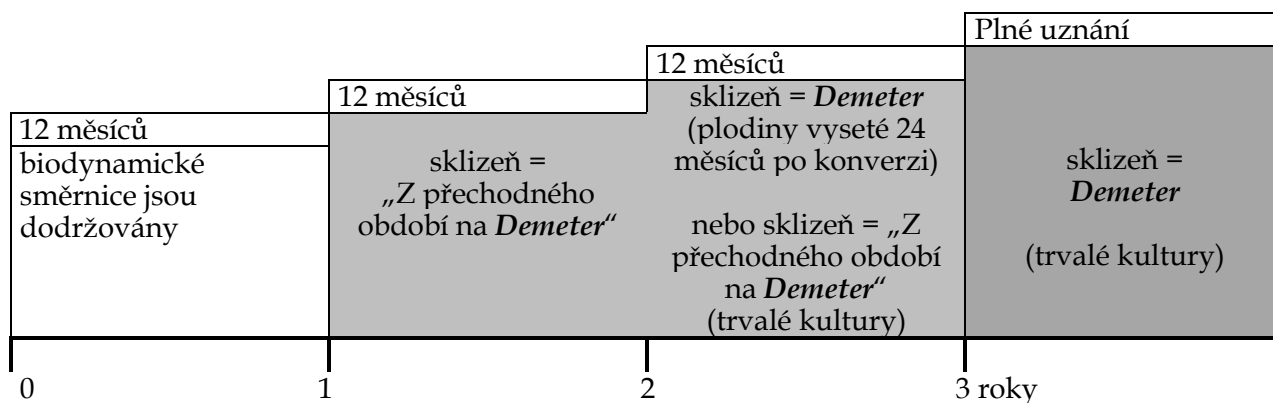 12 měsíců
biodynamické
směrnice jsou
dodržovány
12 měsíců
sklizeň =
„Z přechodného
období na Demeter“
12 měsíců
sklizeň = Demeter
(plodiny vyseté 24
měsíců po konverzi)
nebo sklizeň = „Z
přechodného období
na Demeter“
(trvalé kultury)
Plné uznání
sklizeň =
Demeter
(trvalé kultury)
0
1
2
3 roky